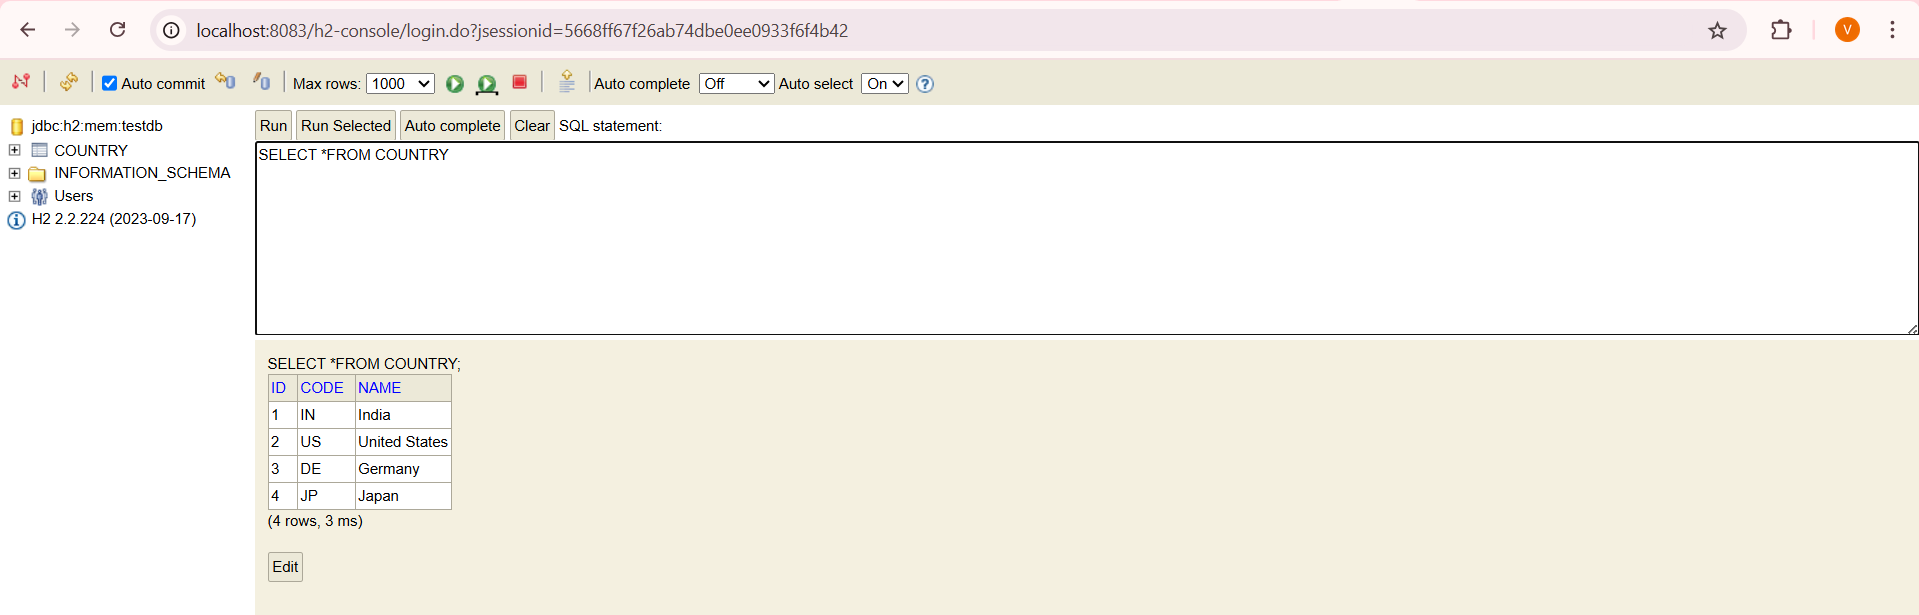 localhost:8083/h2-console/login.do?jsessionid=5668ff67f26ab74dbe0ee0933f6f4b42
V
Auto commit Max rows: 1000 Auto complete Off Auto select On ?
jdbc:h2:mem:testdb
COUNTRY
INFORMATION_SCHEMA
Users
H2 2.2.224 (2023-09-17)
Run Run Selected Auto complete Clear SQL statement:
SELECT *FROM COUNTRY
SELECT *FROM COUNTRY;
ID CODE NAME
1 IN India
2 US United States
3 DE Germany
4 JP Japan
(4 rows, 3 ms)
Edit